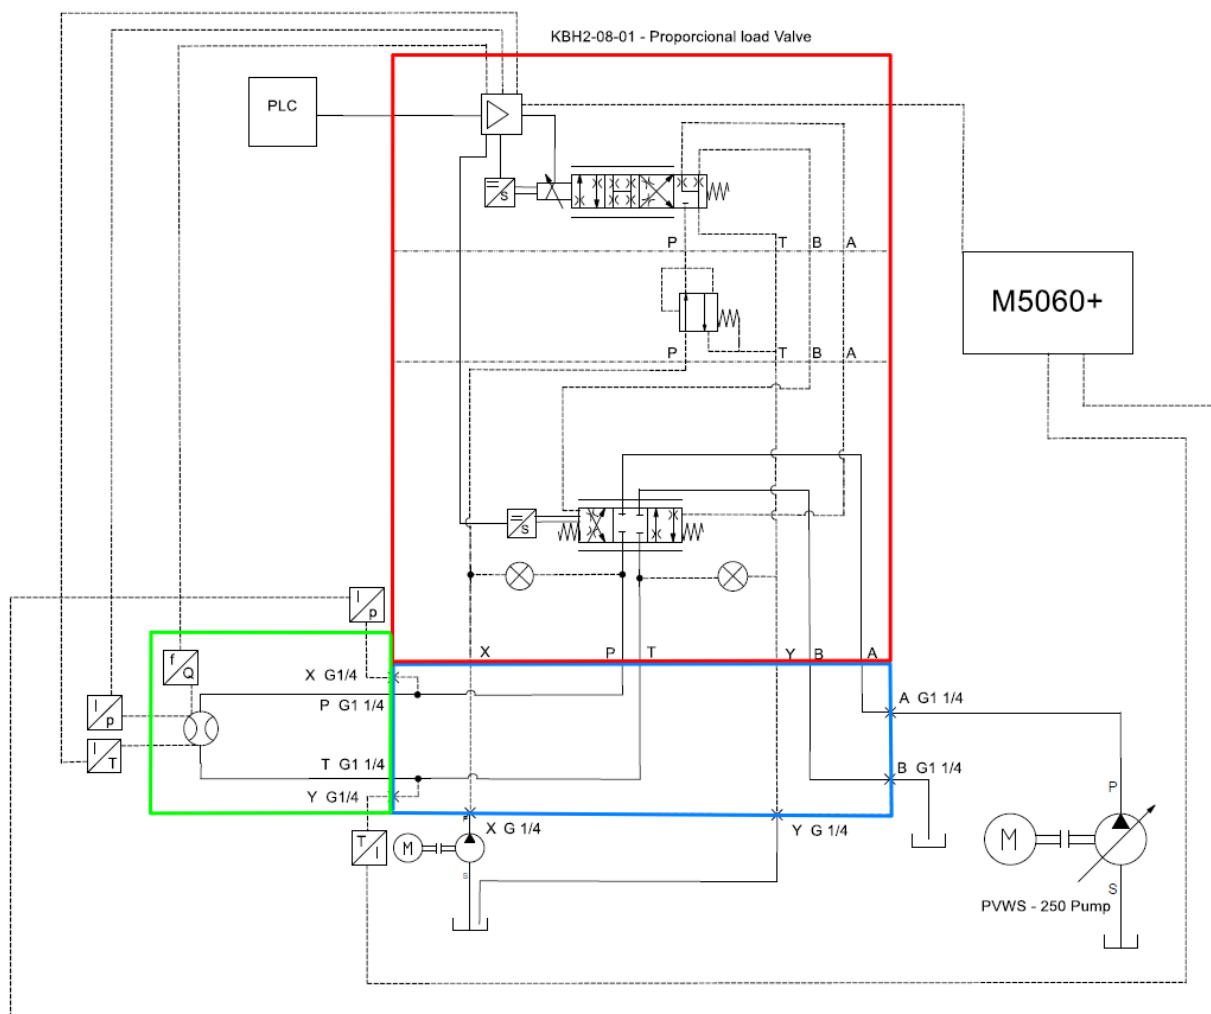 KBH2-08-01 - Proporcional load Valve
PLC
S
P T B A
M5060+
P T B A
S
I p
X P T Y B A
f Q
X G1/4
P G1 1/4
A G1 1/4
I p
I T
T G1 1/4
B G1 1/4
Y G1/4
P
X G 1/4
Y G 1/4
T I
M
M
S
S
PVWS - 250 Pump